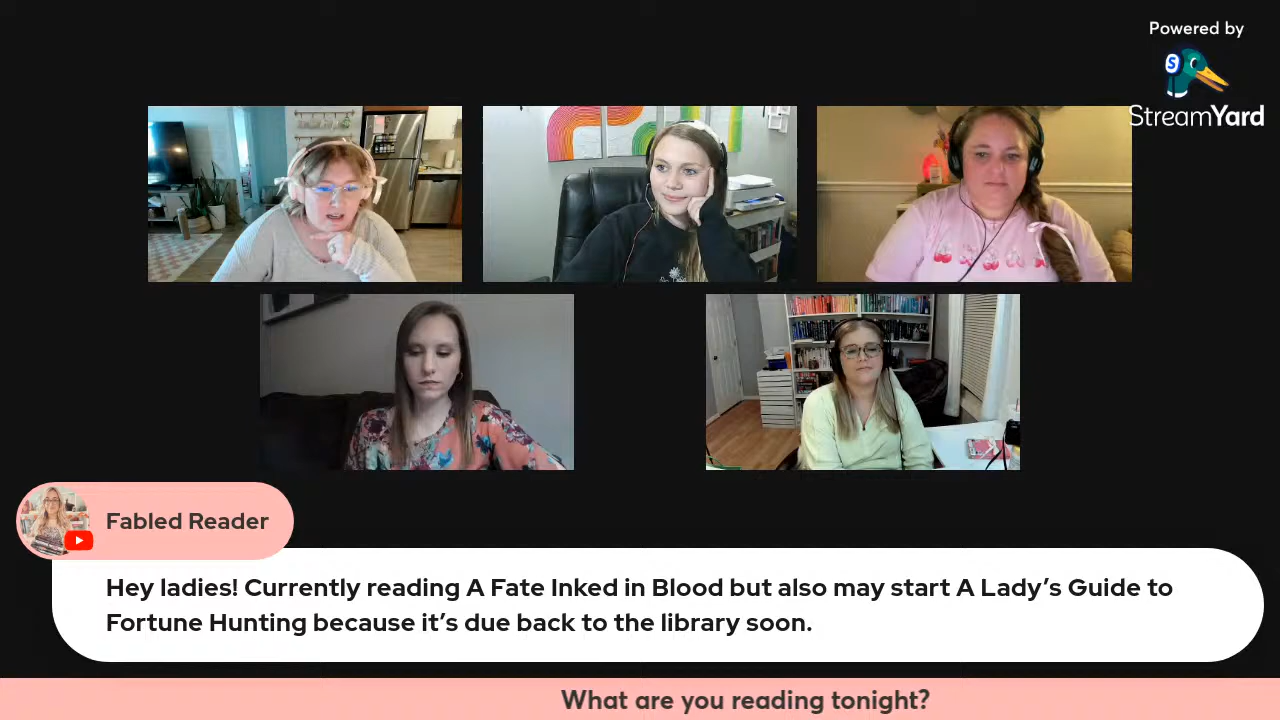 Powered by
S
StreamYard
Fabled Reader
Hey ladies! Currently reading A Fate Inked in Blood but also may start A Lady’s Guide to
Fortune Hunting because it’s due back to the library soon.
What are you reading tonight?